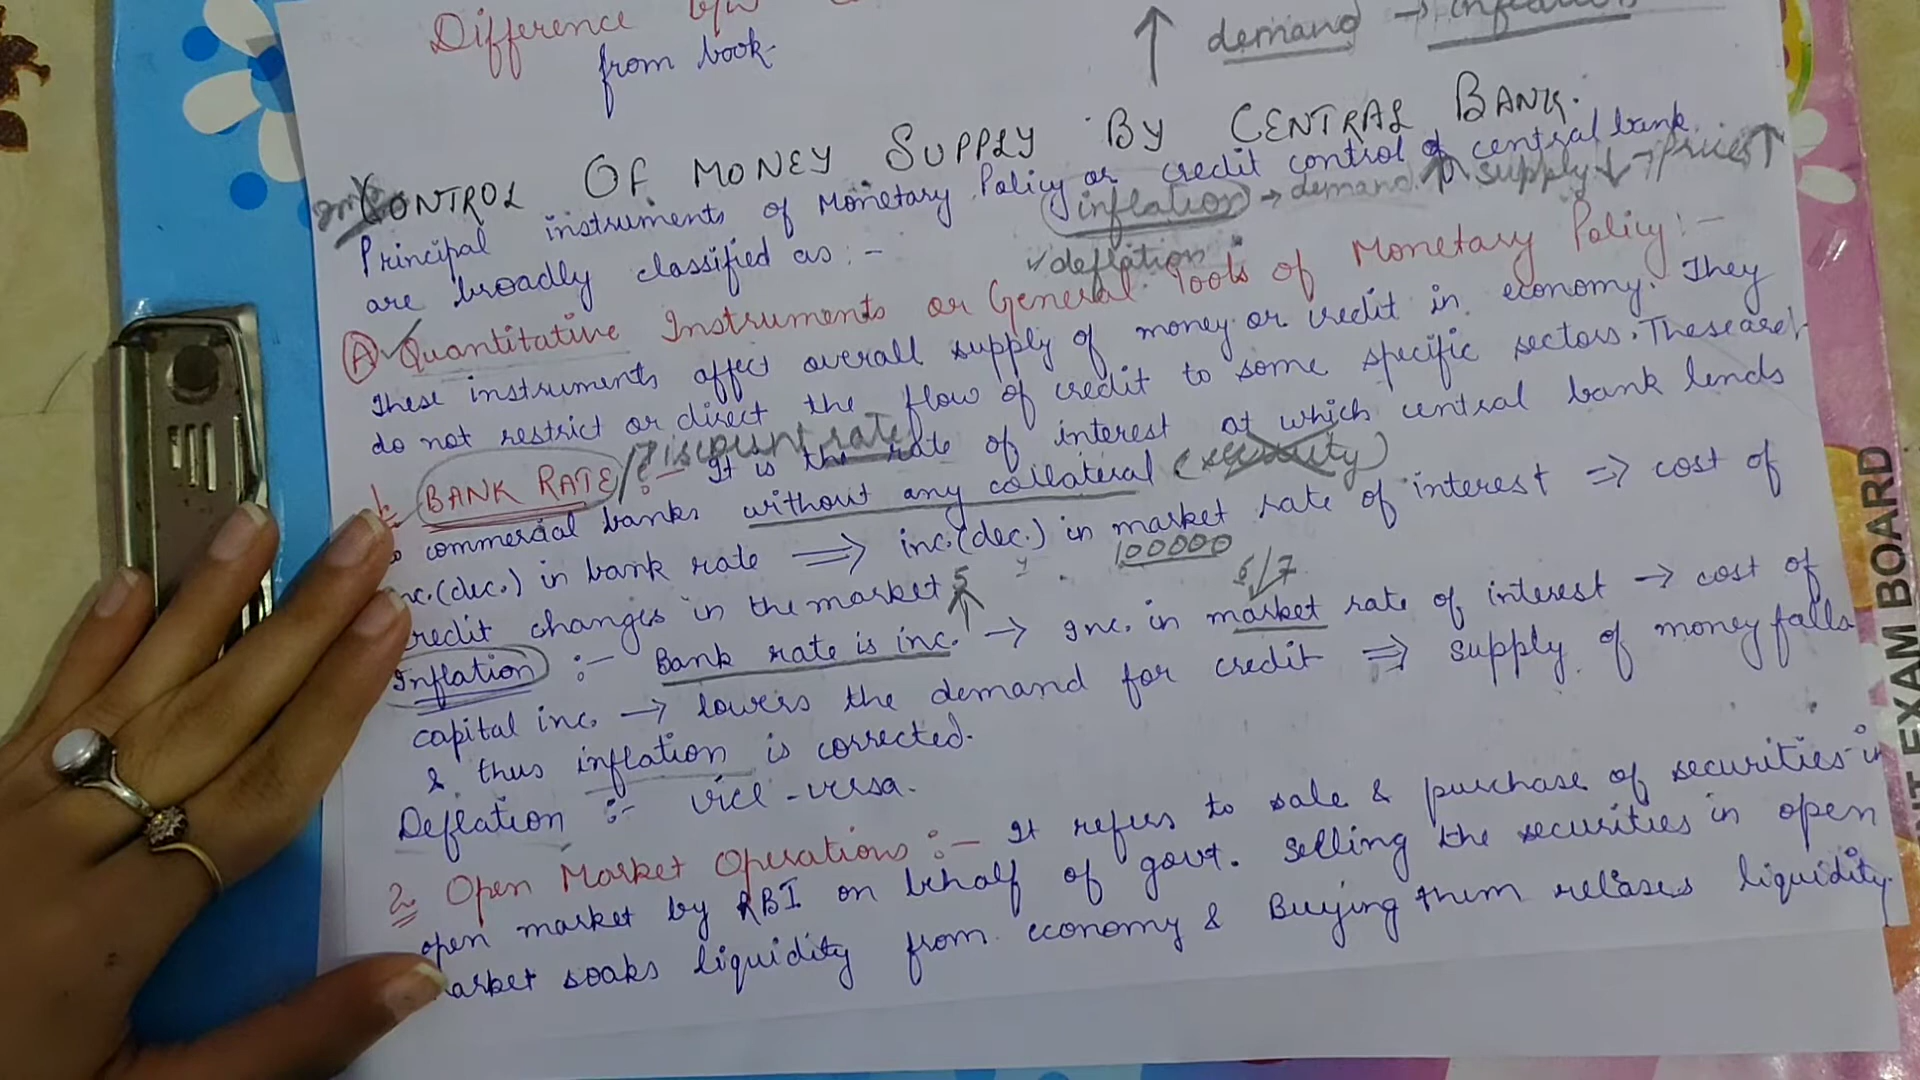 Difference b/w
from book
↑ demand → inflation
CONTROL OF MONEY SUPPLY BY CENTRAL BANK.
Principal instruments of Monetary Policy or credit control of central bank
inflation → demand ↑ supply ↓ → prices ↑
are broadly classified as :-
✓ deflation
(A) Quantitative Instruments or General Tools of Monetary Policy :-
These instruments affect overall supply of money or credit in economy. They
do not restrict or direct the flow of credit to some specific sectors. These are:
Discount rate
1. BANK RATE / :- It is the rate of interest at which central bank lends
to commercial banks without any collateral (security)
inc.(dec.) in bank rate ⇒ inc.(dec.) in market rate of interest ⇒ cost of
100000
credit changes in the market 5
6/7
Inflation :- Bank rate is inc. → Inc. in market rate of interest → cost of
capital inc. → lowers the demand for credit ⇒ supply of money falls
& thus inflation is corrected.
Deflation :- vice-versa.
2. Open Market Operations :- It refers to sale & purchase of securities in
open market by RBI on behalf of govt. Selling the securities in open
market soaks liquidity from economy & Buying them relases liquidity.
EXAM BOARD